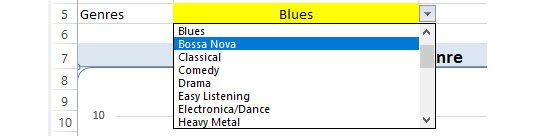 5 Genres Blues
6 Blues
Bossa Nova
7 Classical nre
Comedy
8 Drama
9 Easy Listening
Electronica/Dance
10 10 Heavy Metal